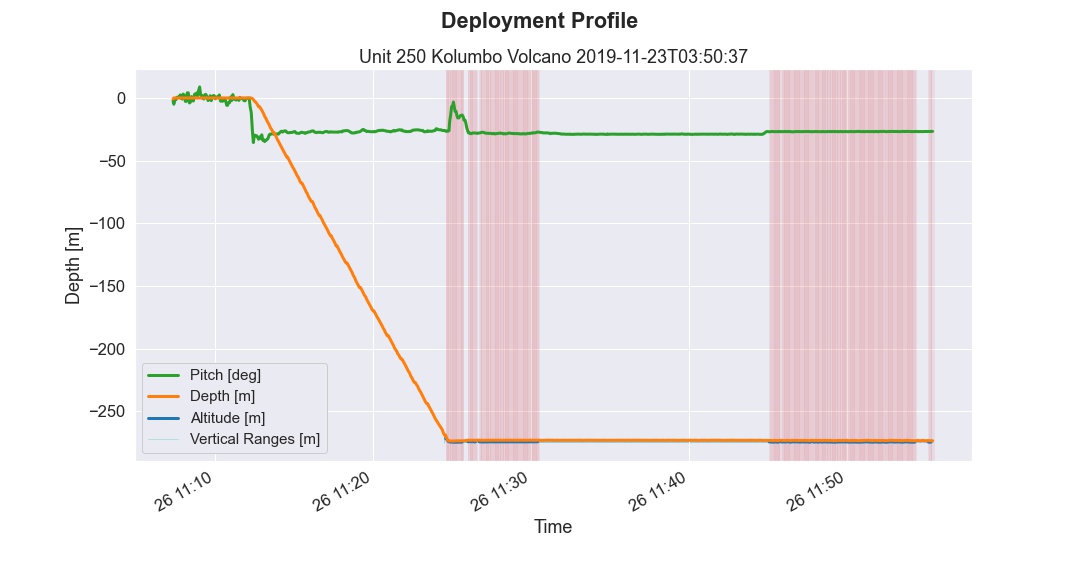 Deployment Profile
Unit 250 Kolumbo Volcano 2019-11-23T03:50:37
0
−50
−100
−150
−200
−250
Depth [m]
Pitch [deg]
Depth [m]
Altitude [m]
Vertical Ranges [m]
26 11:10
26 11:20
26 11:30
26 11:40
26 11:50
Time